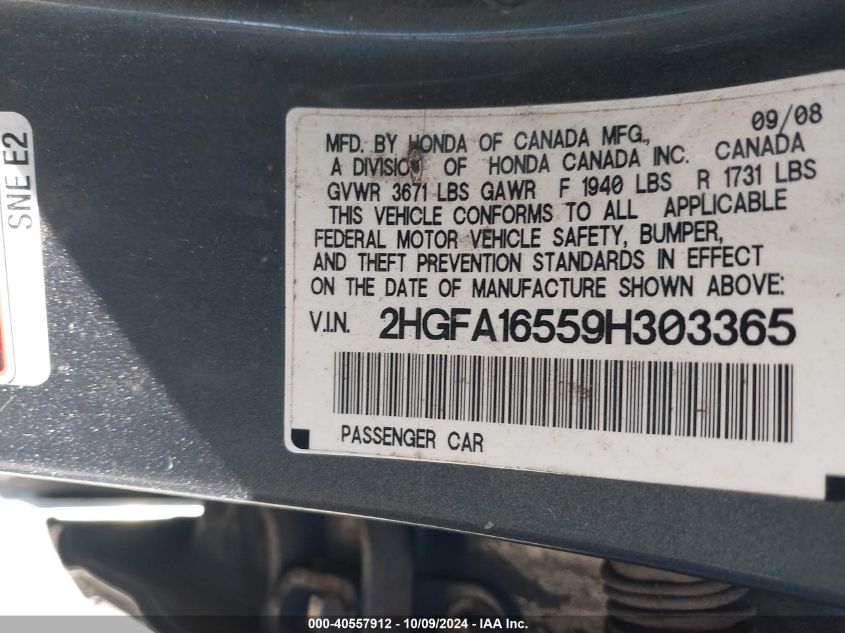 SNE E2
09/08
MFD. BY HONDA OF CANADA MFG.,
A DIVISION OF HONDA CANADA INC. CANADA
GVWR 3671 LBS GAWR F 1940 LBS R 1731 LBS
THIS VEHICLE CONFORMS TO ALL APPLICABLE
FEDERAL MOTOR VEHICLE SAFETY, BUMPER,
AND THEFT PREVENTION STANDARDS IN EFFECT
ON THE DATE OF MANUFACTURE SHOWN ABOVE:
V.I.N. 2HGFA16559H303365
PASSENGER CAR
000-40557912 - 10/09/2024 - IAA Inc.